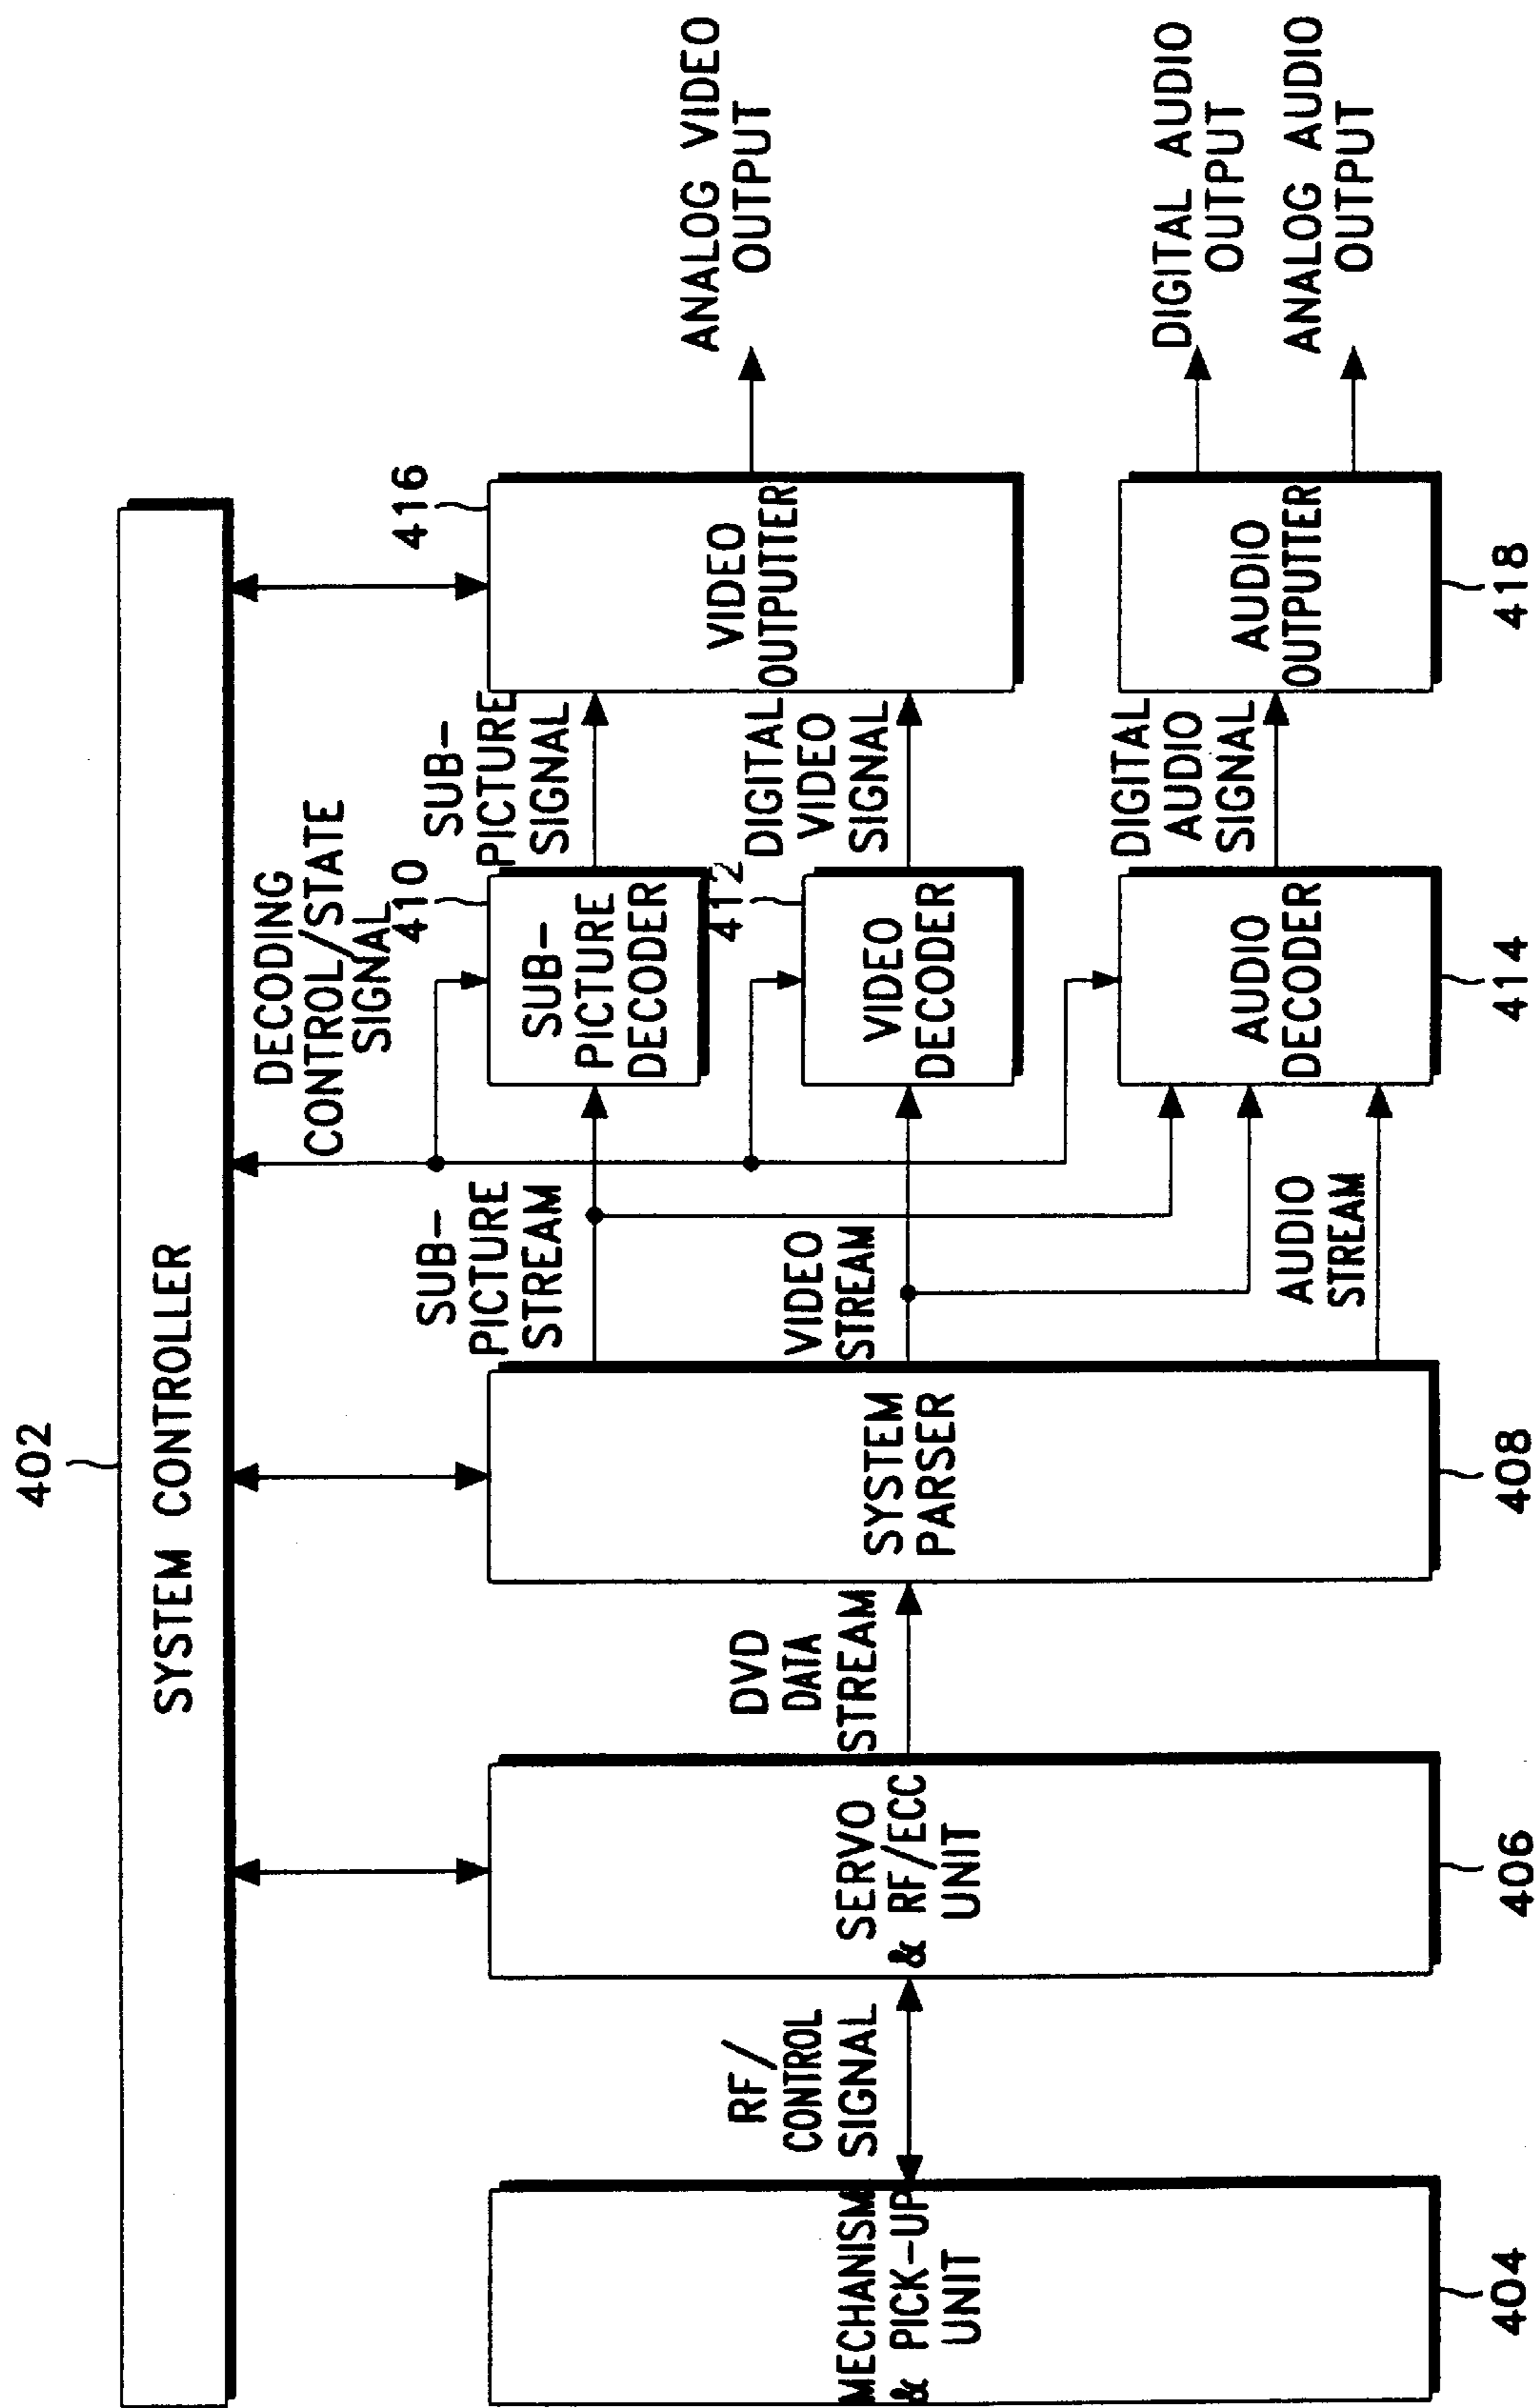 402
SYSTEM CONTROLLER
MECHANISM
& PICK-UP
UNIT
404
RF/
CONTROL
SIGNAL
SERVO
& RF/ECC
UNIT
406
DVD
DATA
STREAM
SYSTEM
PARSER
408
SUB-
PICTURE
STREAM
VIDEO
STREAM
AUDIO
STREAM
DECODING
CONTROL/STATE
SIGNAL
410
SUB-
PICTURE
DECODER
412
VIDEO
DECODER
AUDIO
DECODER
414
SUB-
PICTURE
SIGNAL
DIGITAL
VIDEO
SIGNAL
DIGITAL
AUDIO
SIGNAL
416
VIDEO
OUTPUTTER
AUDIO
OUTPUTTER
418
ANALOG VIDEO
OUTPUT
DIGITAL AUDIO
OUTPUT
ANALOG AUDIO
OUTPUT